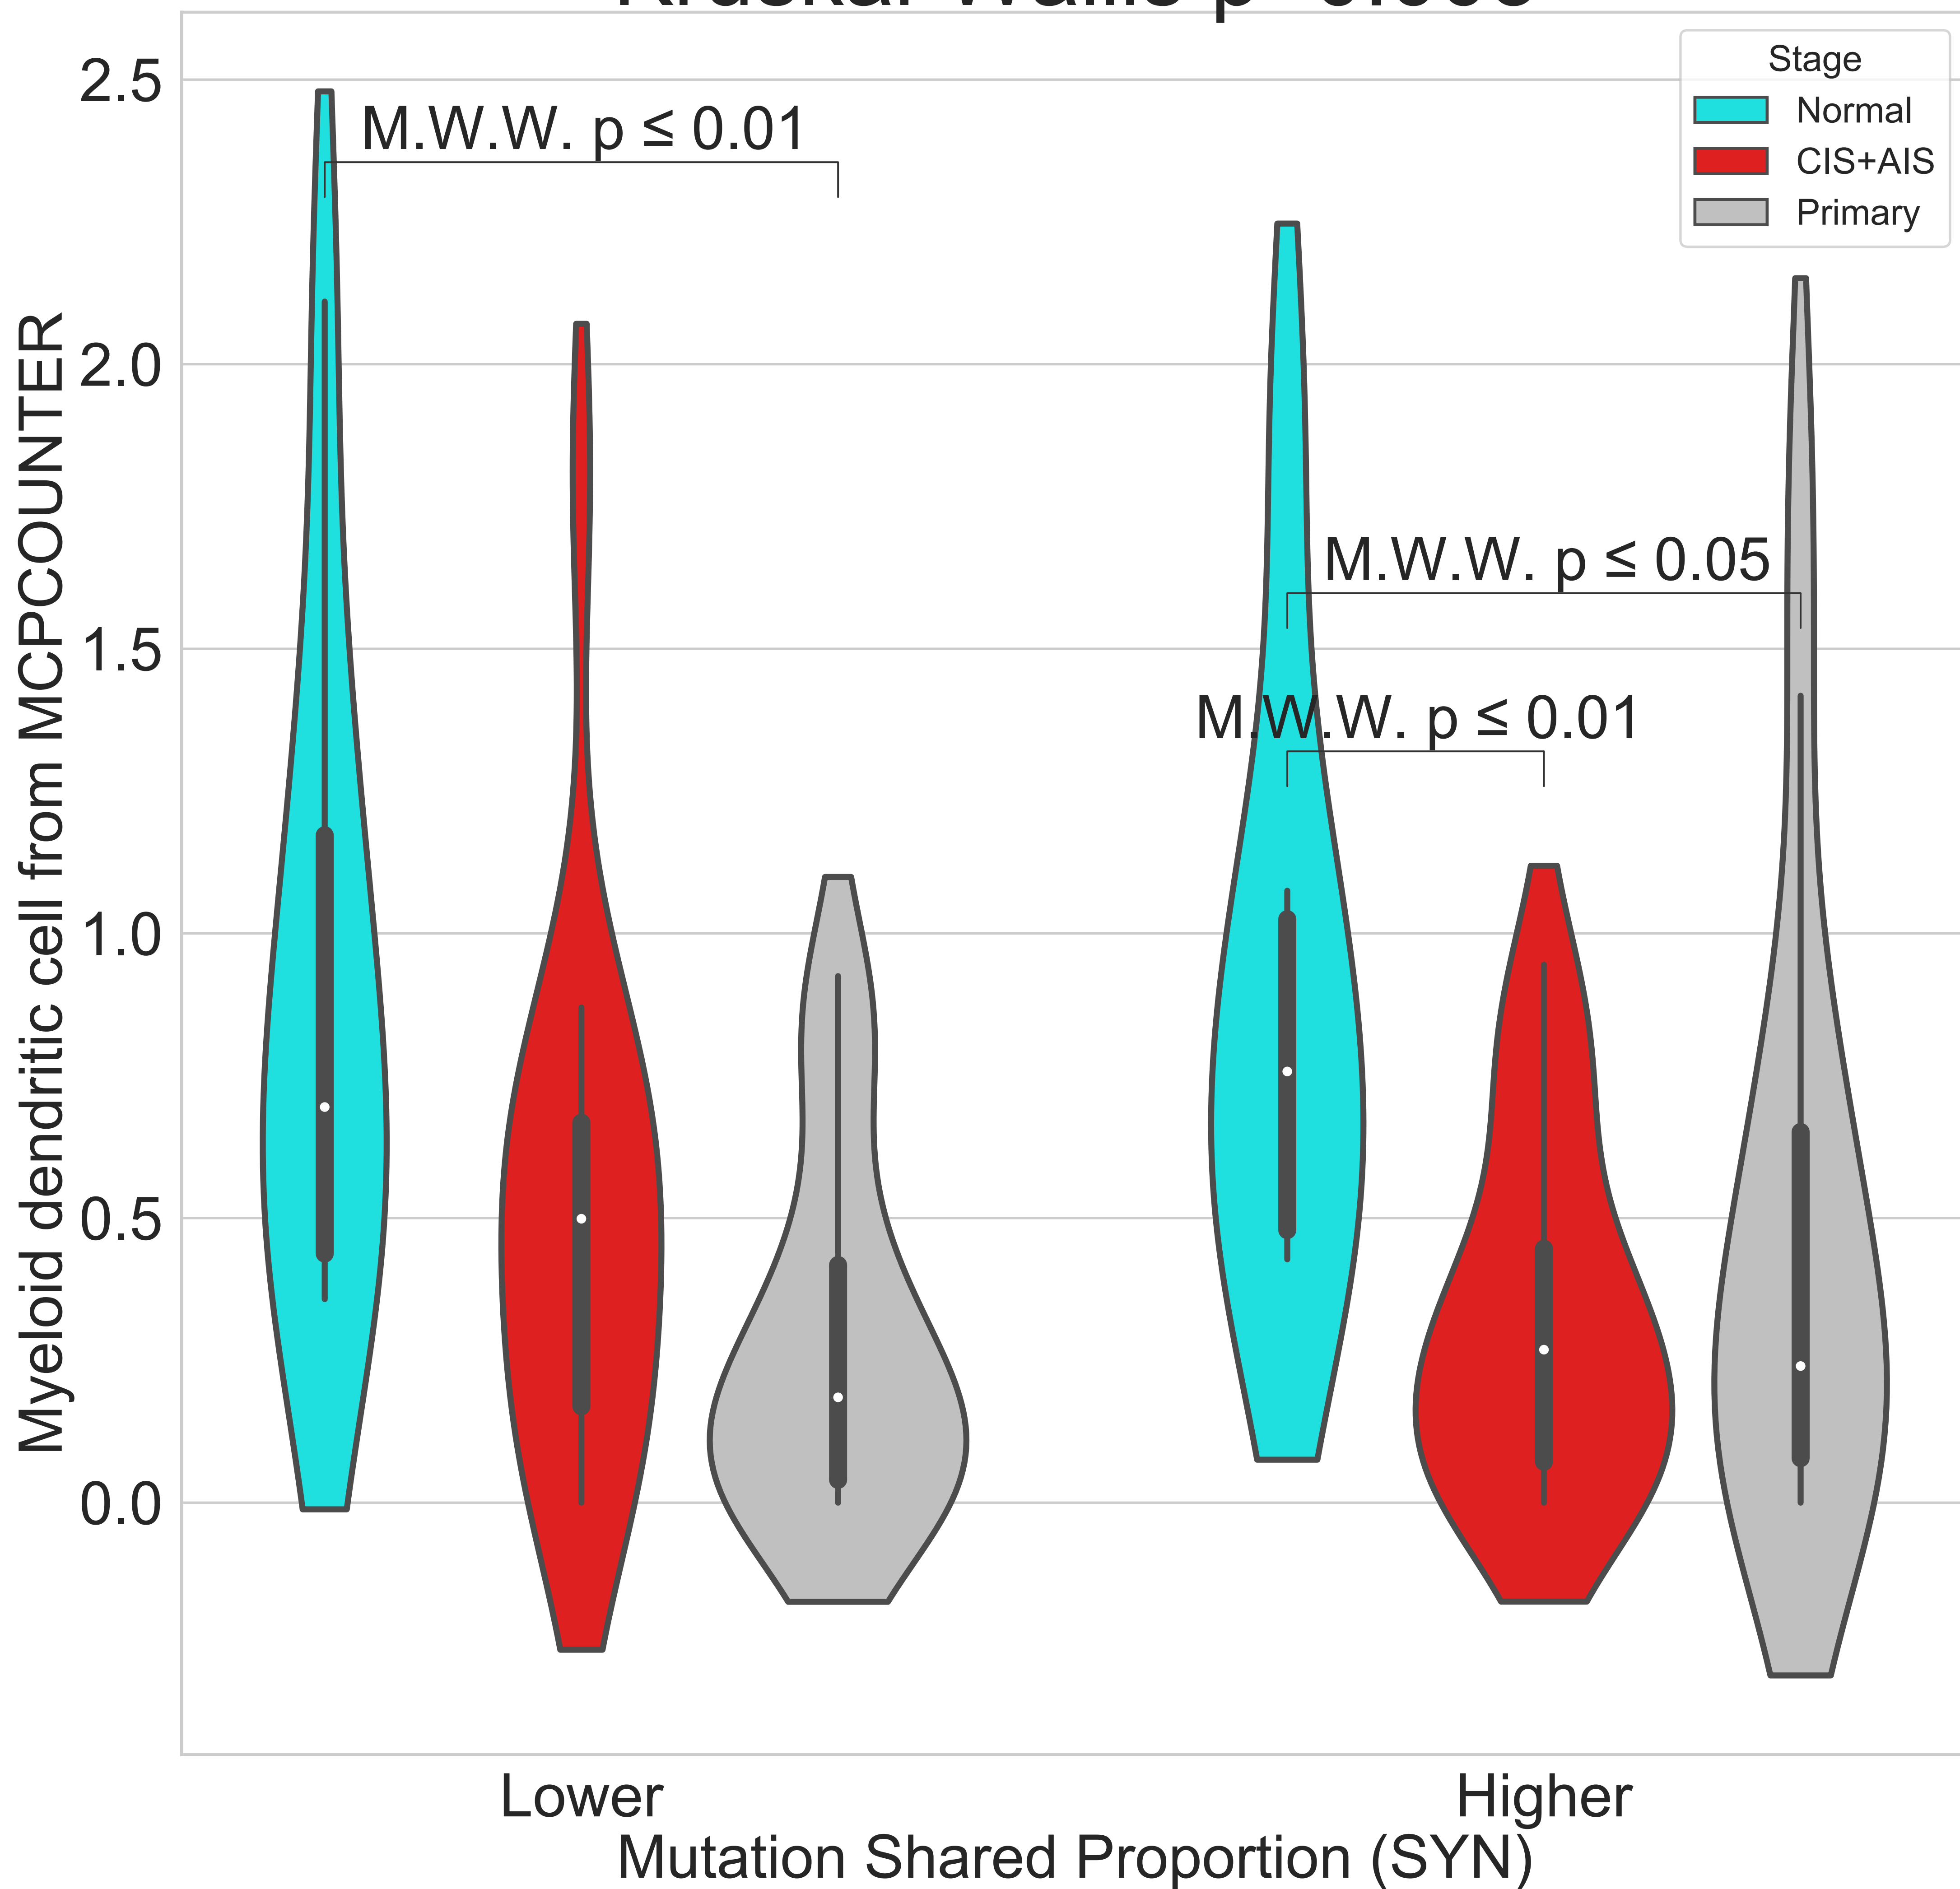 Stage
Normal
CIS+AIS
Primary
M.W.W. p ≤ 0.01
M.W.W. p ≤ 0.05
M.W.W. p ≤ 0.01
Myeloid dendritic cell from MCPCOUNTER
2.5
2.0
1.5
1.0
0.5
0.0
Lower
Higher
Mutation Shared Proportion (SYN)